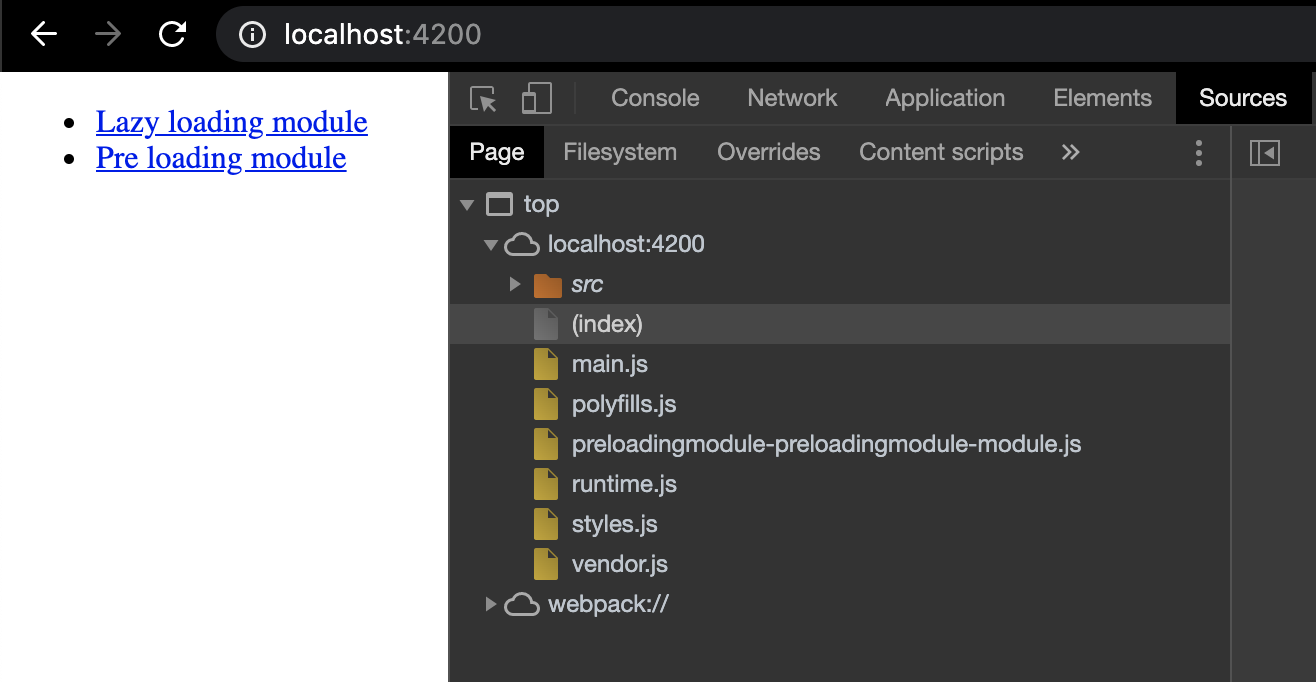 localhost:4200
Lazy loading module
Pre loading module
Console Network Application Elements Sources
Page Filesystem Overrides Content scripts »
top
localhost:4200
src
(index)
main.js
polyfills.js
preloadingmodule-preloadingmodule-module.js
runtime.js
styles.js
vendor.js
webpack://